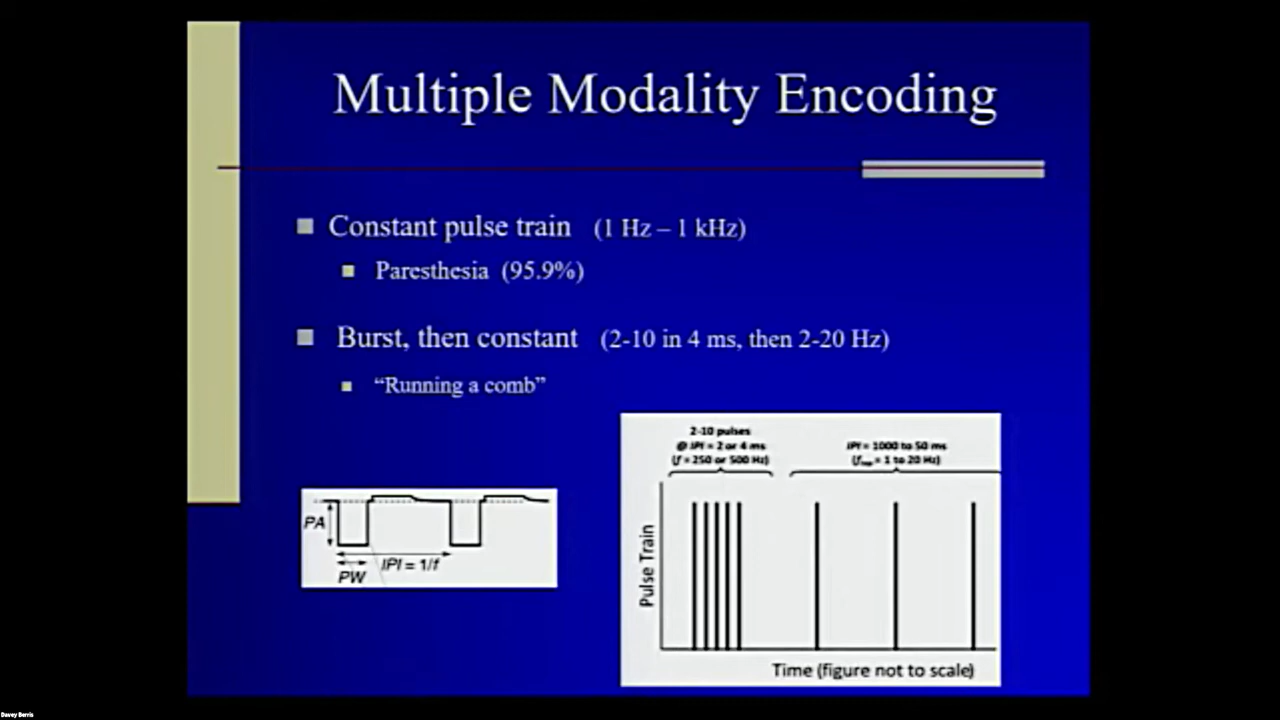 Multiple Modality Encoding
Constant pulse train (1 Hz – 1 kHz)
Paresthesia (95.9%)
Burst, then constant (2-10 in 4 ms, then 2-20 Hz)
“Running a comb”
2-10 pulses
@ IPI = 2 or 4 ms
(f = 250 or 500 Hz)
IPI = 1000 to 50 ms
= 1 to 20 Hz)
Pulse Train
Time (figure not to scale)
PA
IPI = 1/f
PW
Davey Berris